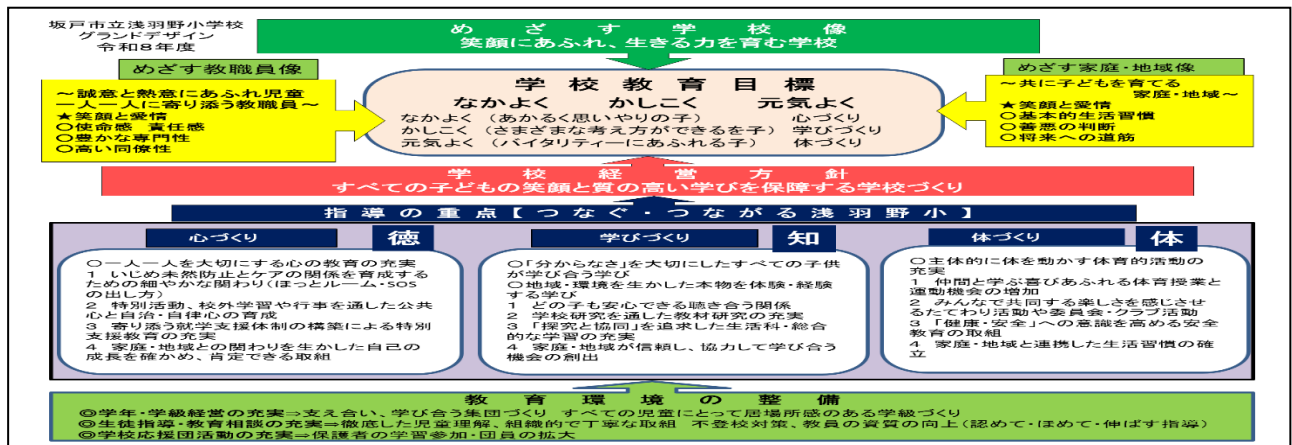 坂戸市立浅羽野小学校
グランドデザイン
令和8年度
めざす学校像
笑顔にあふれ、生きる力を育む学校
めざす教職員像
～誠意と熱意にあふれ児童
一人一人に寄り添う教職員～
★笑顔と愛情
○使命感　責任感
○豊かな専門性
○高い同僚性
学校教育目標
なかよく　かしこく　元気よく
なかよく（あかるく思いやりの子）　心づくり
かしこく（さまざまな考え方ができるを子）　学びづくり
元気よく（バイタリティーにあふれる子）　体づくり
めざす家庭・地域像
～共に子どもを育てる
家庭・地域～
★笑顔と愛情
○基本的生活習慣
○善悪の判断
○将来への道筋
学校経営方針
すべての子どもの笑顔と質の高い学びを保障する学校づくり
指導の重点【つなぐ・つながる浅羽野小】
心づくり　徳
○一人一人を大切にする心の教育の充実
1　いじめ未然防止とケアの関係を育成する
ための細やかな関わり（ほっとルーム・SOS
の出し方）
2　特別活動、校外学習や行事を通した公共
心と自治・自律心の育成
3　寄り添う就学支援体制の構築による特別
支援教育の充実
4　家庭・地域との関わりを生かした自己の
成長を確かめ、肯定できる取組
学びづくり　知
○「分からなさ」を大切にしたすべての子供
が学び合う学び
○地域・環境を生かした本物を体験・経験
する学び
1　どの子も安心できる聴き合う関係
2　学校研究を通した教材研究の充実
3　「探究と協同」を追求した生活科・総合
的な学習の充実
4　家庭・地域が信頼し、協力して学び合う
機会の創出
体づくり　体
○主体的に体を動かす体育的活動の
充実
1　仲間と学ぶ喜びあふれる体育授業と
運動機会の増加
2　みんなで共同する楽しさを感じさせ
るたてわり活動や委員会・クラブ活動
3　「健康・安全」への意識を高める安全
教育の取組
4　家庭・地域と連携した生活習慣の確
立
教育環境の整備
◎学年・学級経営の充実⇒支え合い、学び合う集団づくり　すべての児童にとって居場所感のある学級づくり
◎生徒指導・教育相談の充実⇒徹底した児童理解、組織的で丁寧な取組　不登校対策、教員の資質の向上（認めて・ほめて・伸ばす指導）
◎学校応援団活動の充実⇒保護者の学習参加・団員の拡大